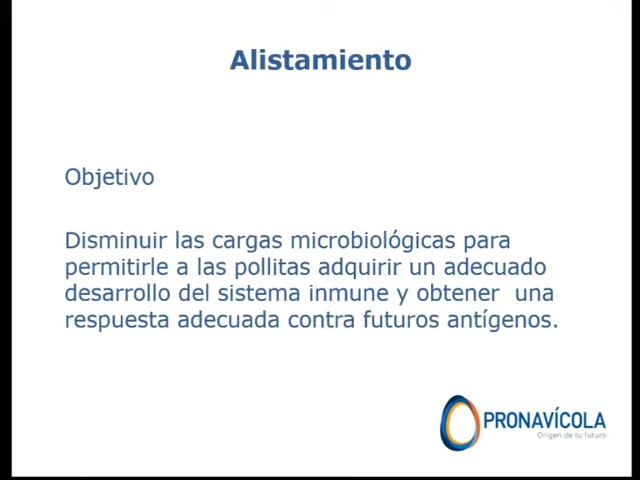 Alistamiento
Objetivo
Disminuir las cargas microbiológicas para
permitirle a las pollitas adquirir un adecuado
desarrollo del sistema inmune y obtener  una
respuesta adecuada contra futuros antígenos.
PRONAVÍCOLA
Origen de tu futuro